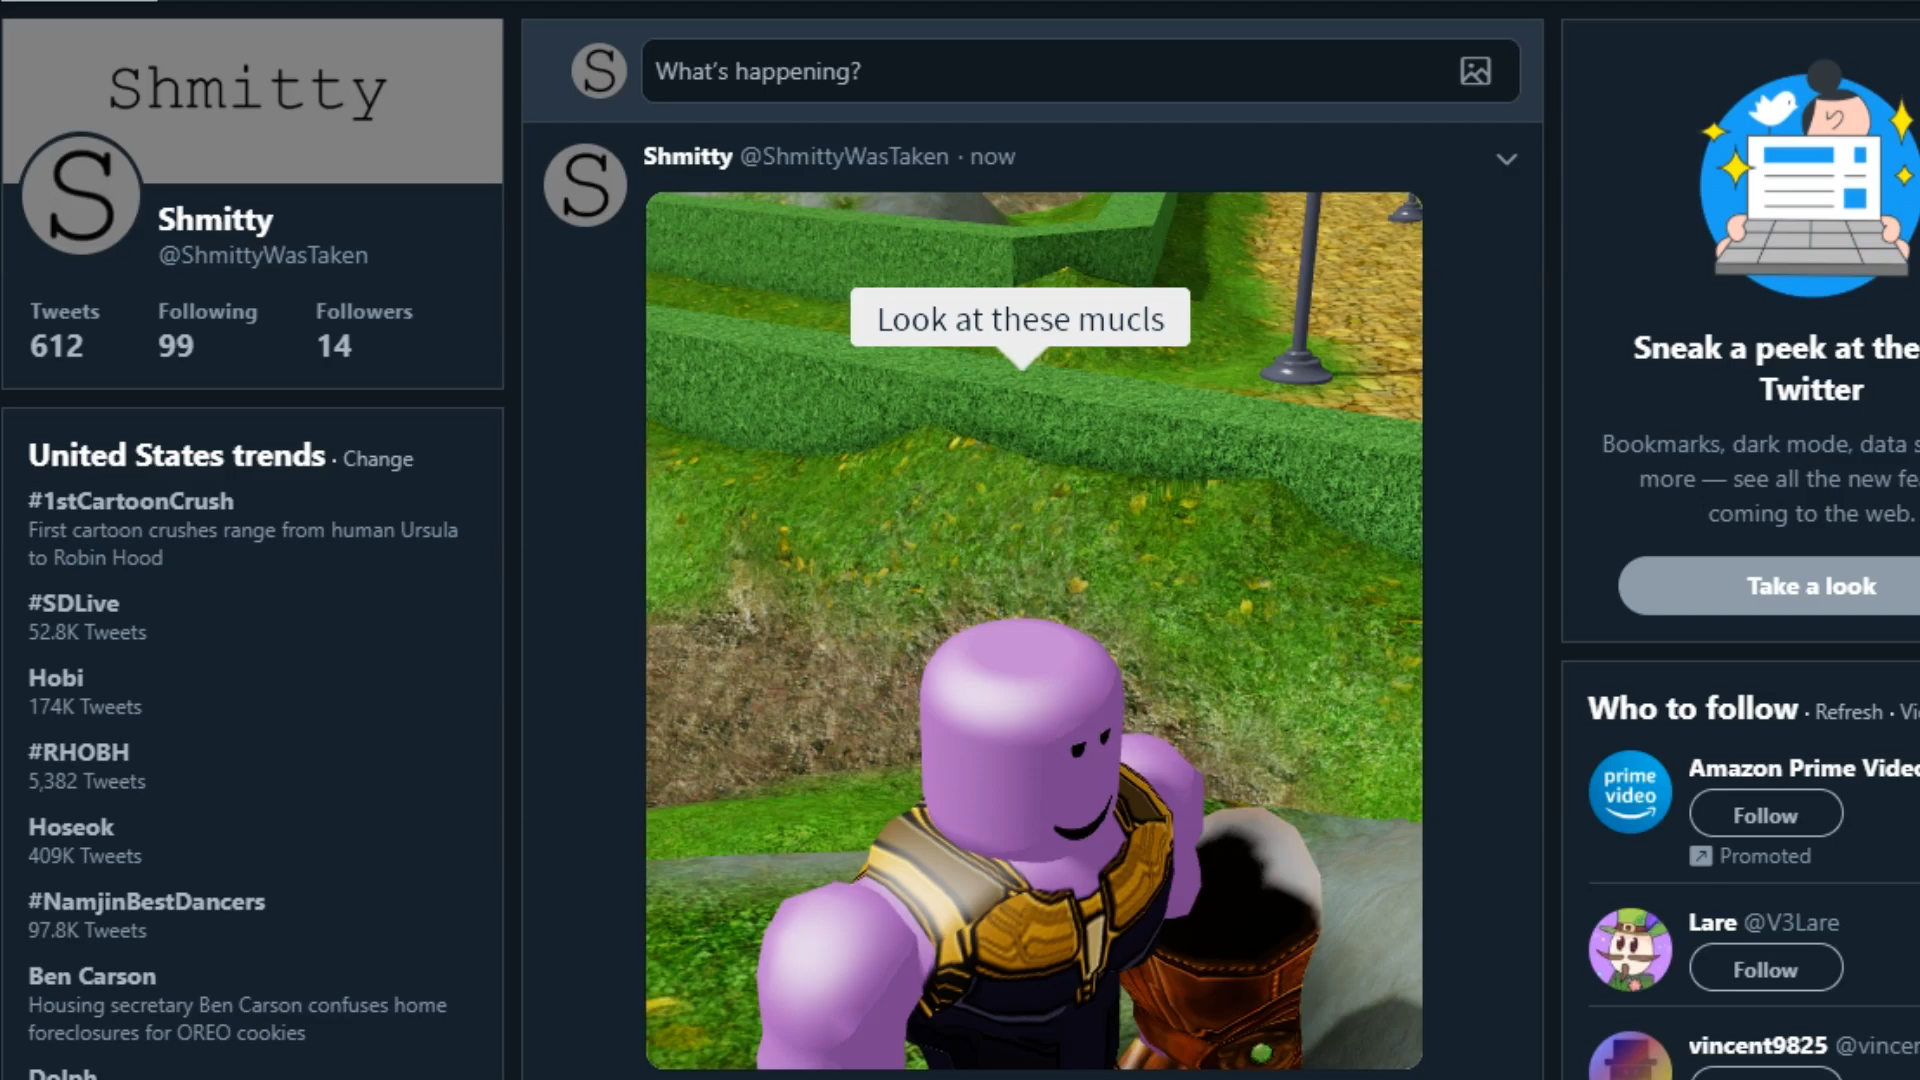 Shmitty
S
Shmitty
@ShmittyWasTaken
Tweets Following Followers
612 99 14
United States trends · Change
#1stCartoonCrush
First cartoon crushes range from human Ursula
to Robin Hood
#SDLive
52.8K Tweets
Hobi
174K Tweets
#RHOBH
5,382 Tweets
Hoseok
409K Tweets
#NamjinBestDancers
97.8K Tweets
Ben Carson
Housing secretary Ben Carson confuses home
foreclosures for OREO cookies
Dolph
S
What's happening?
S
Shmitty @ShmittyWasTaken · now
Look at these mucls
Sneak a peek at the
Twitter
Bookmarks, dark mode, data s
more — see all the new fea
coming to the web.
Take a look
Who to follow · Refresh · Vi
prime
video
Amazon Prime Video
Follow
Promoted
Lare @V3Lare
Follow
vincent9825 @vincen